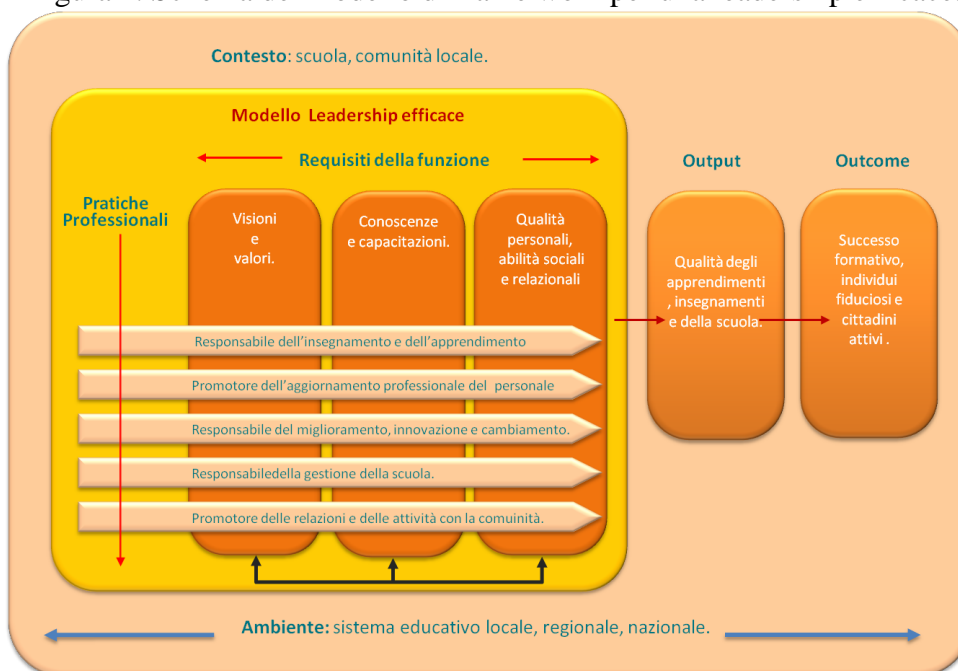 Contesto: scuola, comunità locale.
Modello Leadership efficace
Requisiti della funzione
Output
Outcome
Pratiche
Professionali
Visioni
e
valori.
Conoscenze
e capacitazioni.
Qualità
personali,
abilità sociali
e relazionali
Qualità degli
apprendimenti
, insegnamenti
e della scuola.
Successo
formativo,
individui
fiduciosi e
cittadini
attivi .
Responsabile dell'insegnamento e dell'apprendimento
Promotore dell'aggiornamento professionale del personale
Responsabile del miglioramento, innovazione e cambiamento.
Responsabiledella gestione della scuola.
Promotore delle relazioni e delle attività con la comuinità.
Ambiente: sistema educativo locale, regionale, nazionale.